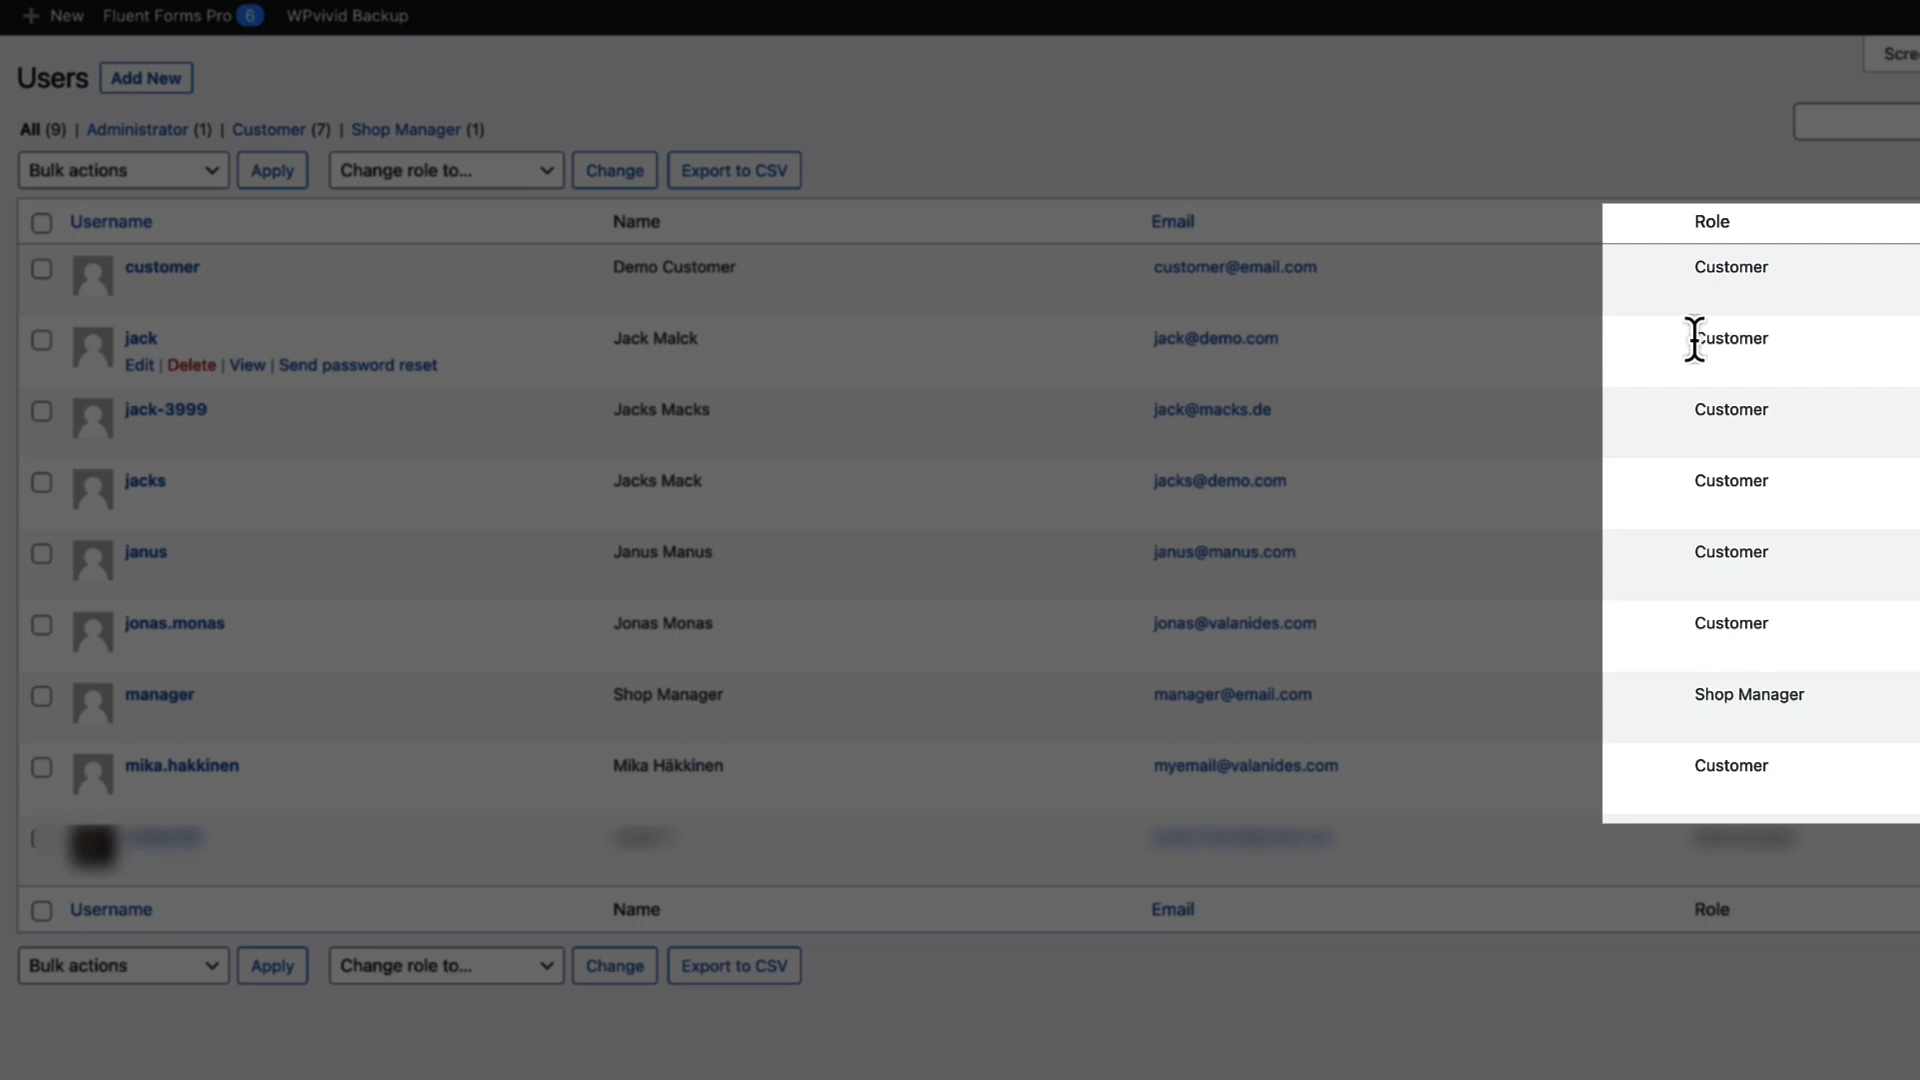 New Fluent Forms Pro 6 WPvivid Backup
Scre
Users Add New
All (9) | Administrator (1) | Customer (7) | Shop Manager (1)
Bulk actions Apply Change role to... Change Export to CSV
Username Name Email Role
customer Demo Customer customer@email.com Customer
jack Jack Malck jack@demo.com Customer
Edit | Delete | View | Send password reset
jack-3999 Jacks Macks jack@macks.de Customer
jacks Jacks Mack jacks@demo.com Customer
janus Janus Manus janus@manus.com Customer
jonas.monas Jonas Monas jonas@valanides.com Customer
manager Shop Manager manager@email.com Shop Manager
mika.hakkinen Mika Häkkinen myemail@valanides.com Customer
Username Name Email Role
Bulk actions Apply Change role to... Change Export to CSV